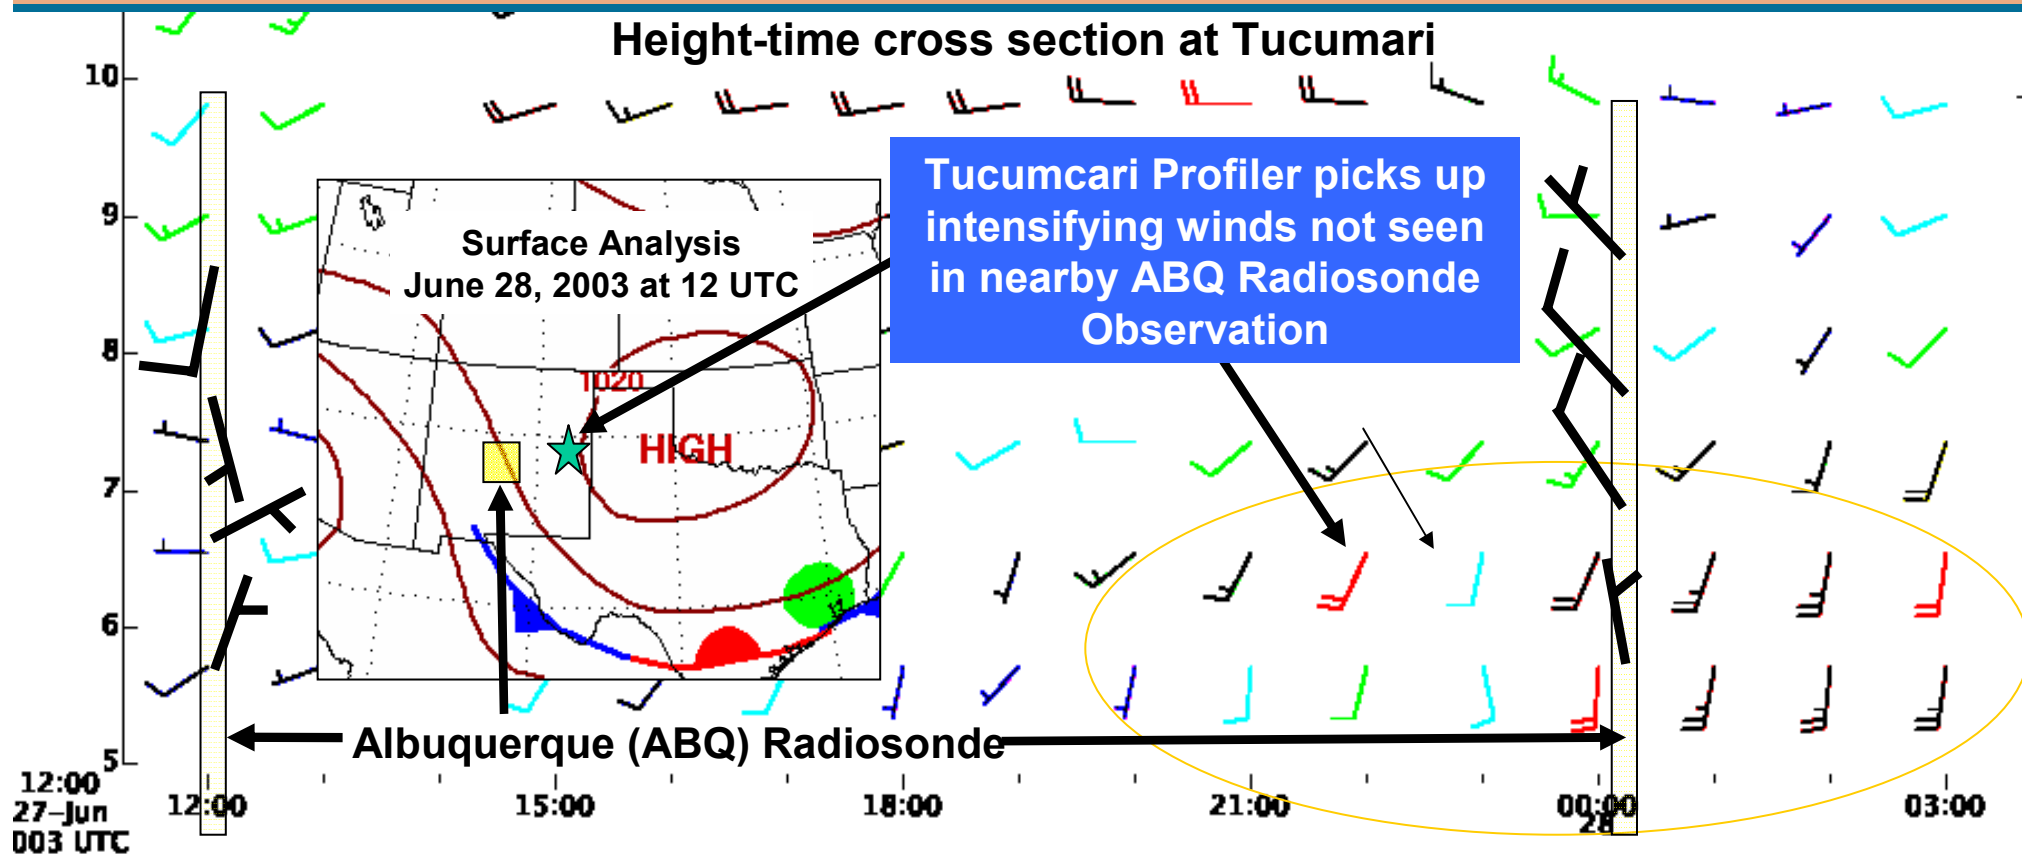 Height-time cross section at Tucumari
10
9
8
7
6
5
Tucumcari Profiler picks up
intensifying winds not seen
in nearby ABQ Radiosonde
Observation
Surface Analysis
June 28, 2003 at 12 UTC
1020
HIGH
Albuquerque (ABQ) Radiosonde
12:00
27-Jun
003 UTC
12:00
15:00
18:00
21:00
00:00
28
03:00